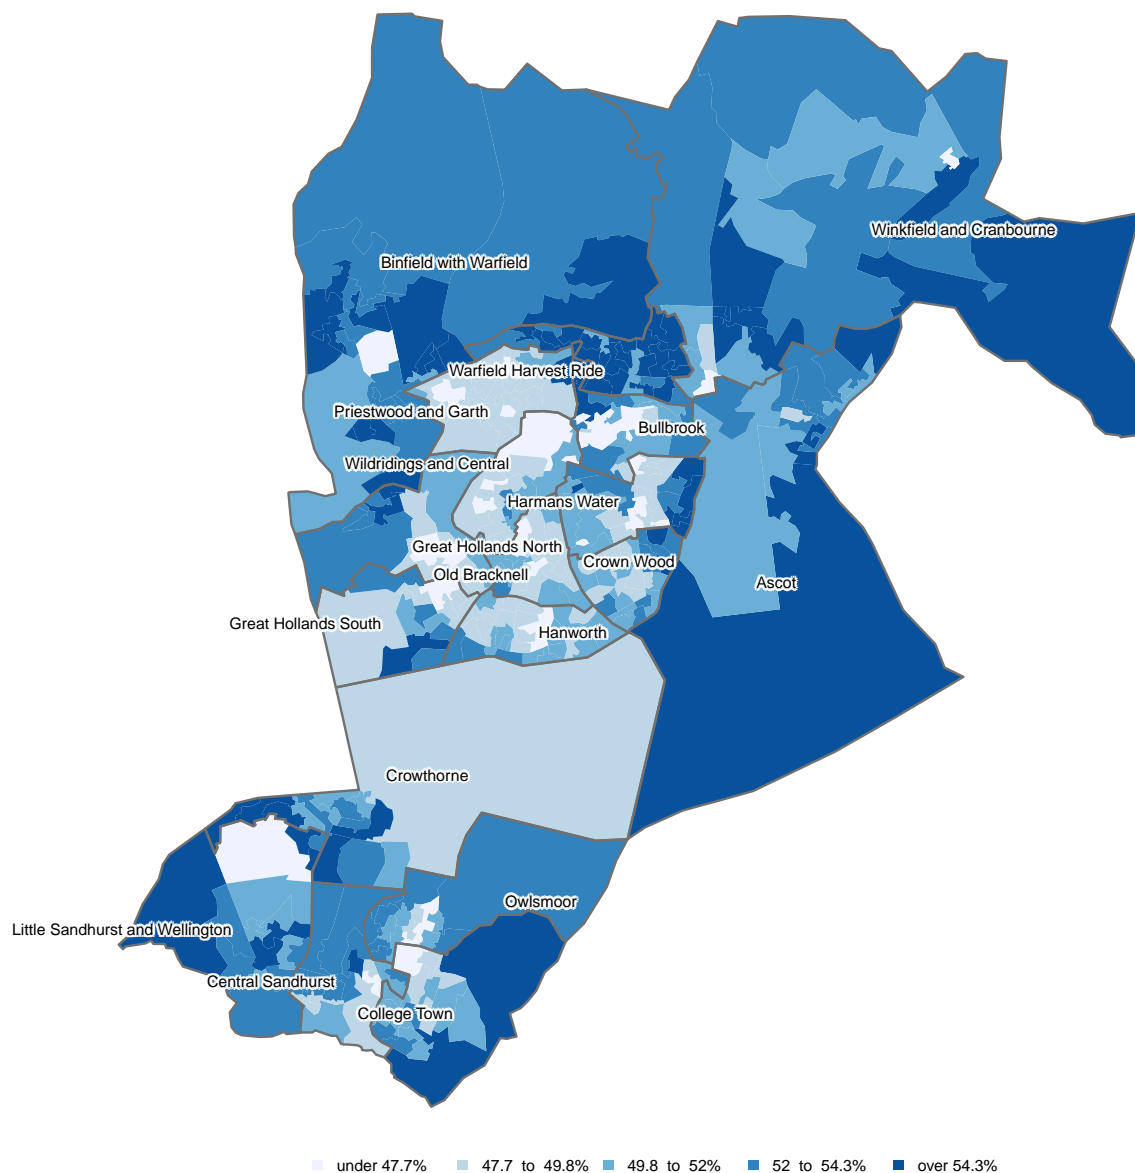 Winkfield and Cranbourne
Binfield with Warfield
Warfield Harvest Ride
Priestwood and Garth
Bullbrook
Wildridings and Central
Harmans Water
Great Hollands North
Crown Wood
Old Bracknell
Ascot
Great Hollands South
Hanworth
Crowthorne
Owlsmoor
Little Sandhurst and Wellington
Central Sandhurst
College Town
under 47.7% 47.7 to 49.8% 49.8 to 52% 52 to 54.3% over 54.3%